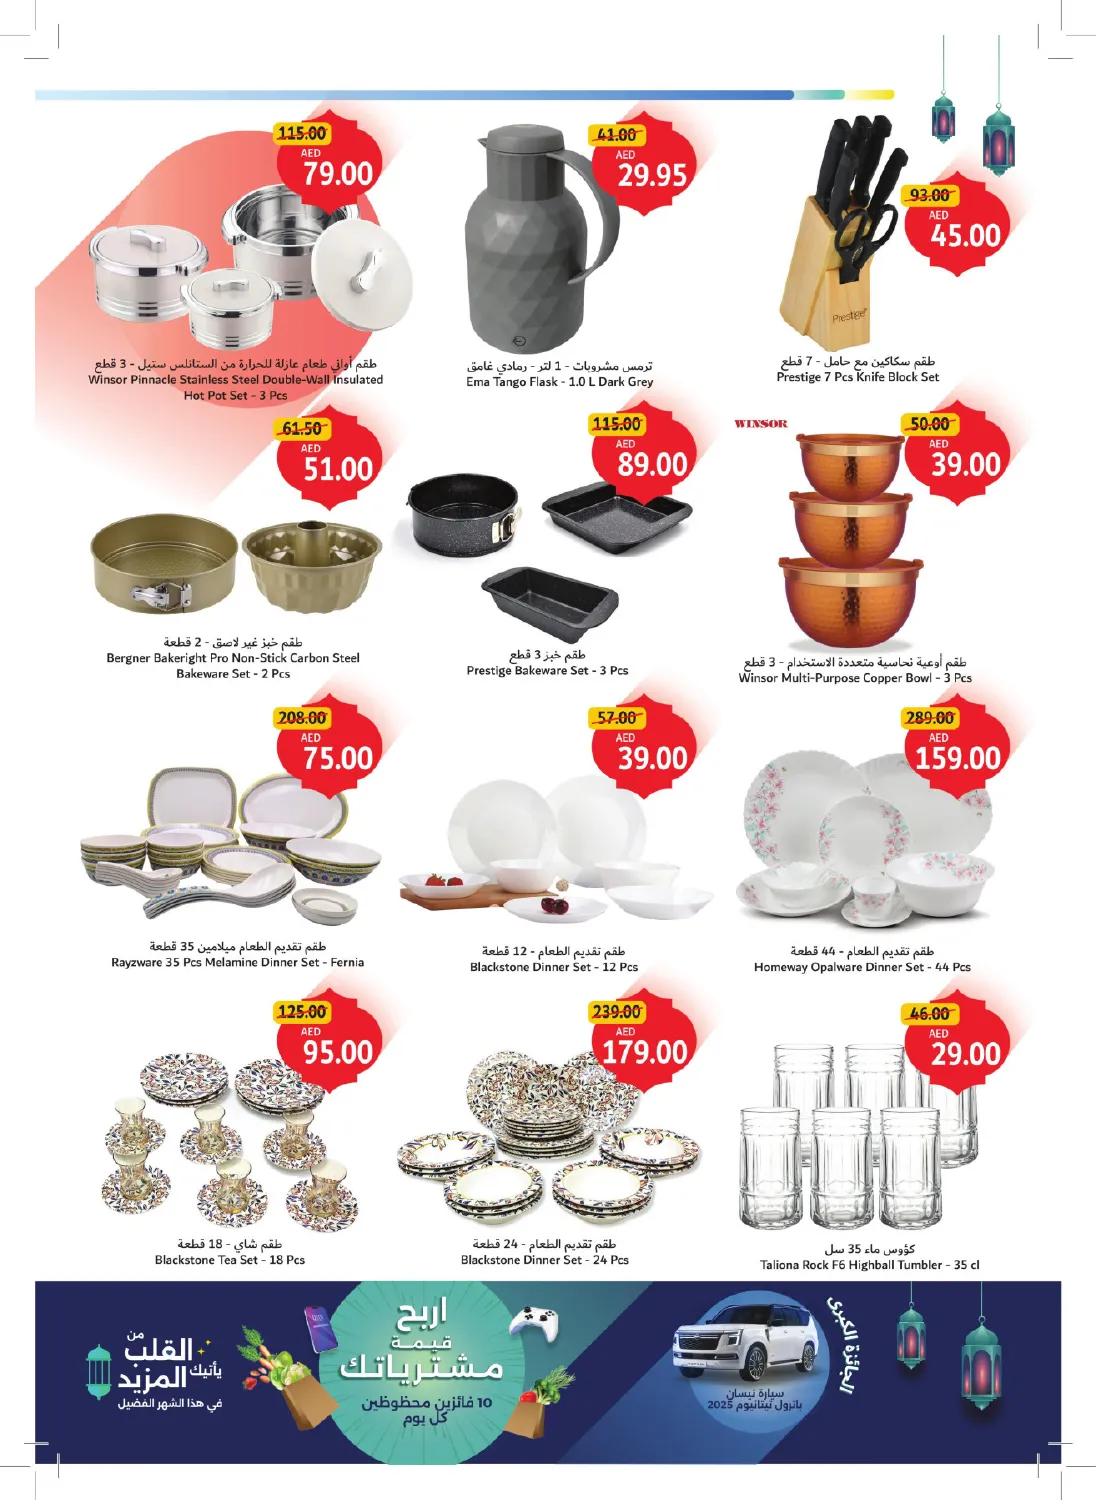 115.00
AED
79.00
طقم أواني طعام عازلة للحرارة من الستانلس ستيل - 3 قطع
Winsor Pinnacle Stainless Steel Double-Wall Insulated
Hot Pot Set - 3 Pcs
41.00
AED
29.95
ترمس مشروبات - 1 لتر - رمادي غامق
Ema Tango Flask - 1.0 L Dark Grey
93.00
AED
45.00
Prestige
طقم سكاكين مع حامل - 7 قطع
Prestige 7 Pcs Knife Block Set
61.50
AED
51.00
طقم خبز غير لاصق - 2 قطعة
Bergner Bakeright Pro Non-Stick Carbon Steel
Bakeware Set - 2 Pcs
115.00
AED
89.00
طقم خبز 3 قطع
Prestige Bakeware Set - 3 Pcs
WINSOR
50.00
AED
39.00
طقم أوعية نحاسية متعددة الاستخدام - 3 قطع
Winsor Multi-Purpose Copper Bowl - 3 Pcs
208.00
AED
75.00
طقم تقديم الطعام ميلامين 35 قطعة
Rayzware 35 Pcs Melamine Dinner Set - Fernia
57.00
AED
39.00
طقم تقديم الطعام - 12 قطعة
Blackstone Dinner Set - 12 Pcs
289.00
AED
159.00
طقم تقديم الطعام - 44 قطعة
Homeway Opalware Dinner Set - 44 Pcs
125.00
AED
95.00
طقم شاي - 18 قطعة
Blackstone Tea Set - 18 Pcs
239.00
AED
179.00
طقم تقديم الطعام - 24 قطعة
Blackstone Dinner Set - 24 Pcs
46.00
AED
29.00
كؤوس ماء 35 سل
Taliona Rock F6 Highball Tumbler - 35 cl
من
القلب
يأتيك
المزيد
في هذا الشهر الفضيل
اربح
قيمة
مشترياتك
10 فائزين محظوظين
كل يوم
الجائزة الكبرى
سيارة نيسان
باترول تيتانيوم 2025